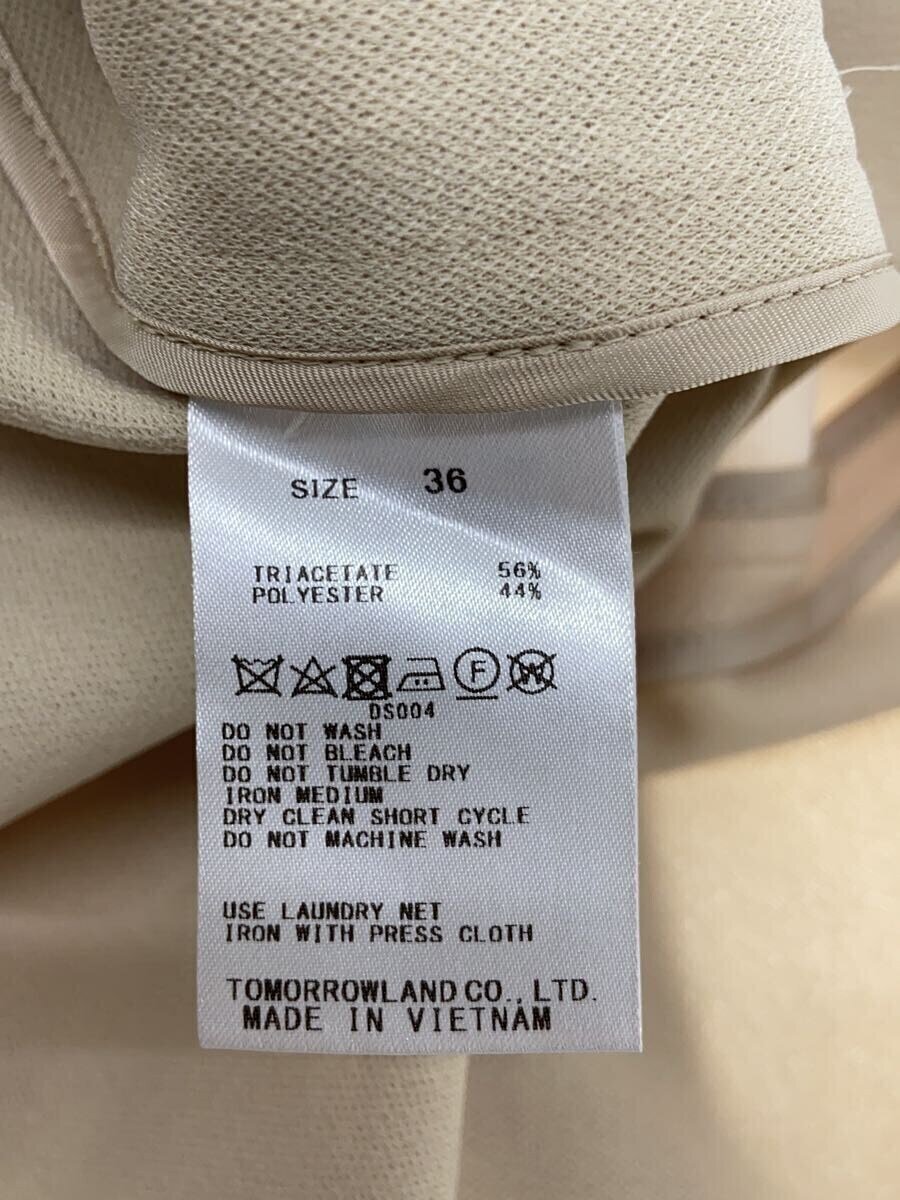 SIZE 36
TRIACETATE 56%
POLYESTER 44%
F W
DS004
DO NOT WASH
DO NOT BLEACH
DO NOT TUMBLE DRY
IRON MEDIUM
DRY CLEAN SHORT CYCLE
DO NOT MACHINE WASH
USE LAUNDRY NET
IRON WITH PRESS CLOTH
TOMORROWLAND CO., LTD.
MADE IN VIETNAM